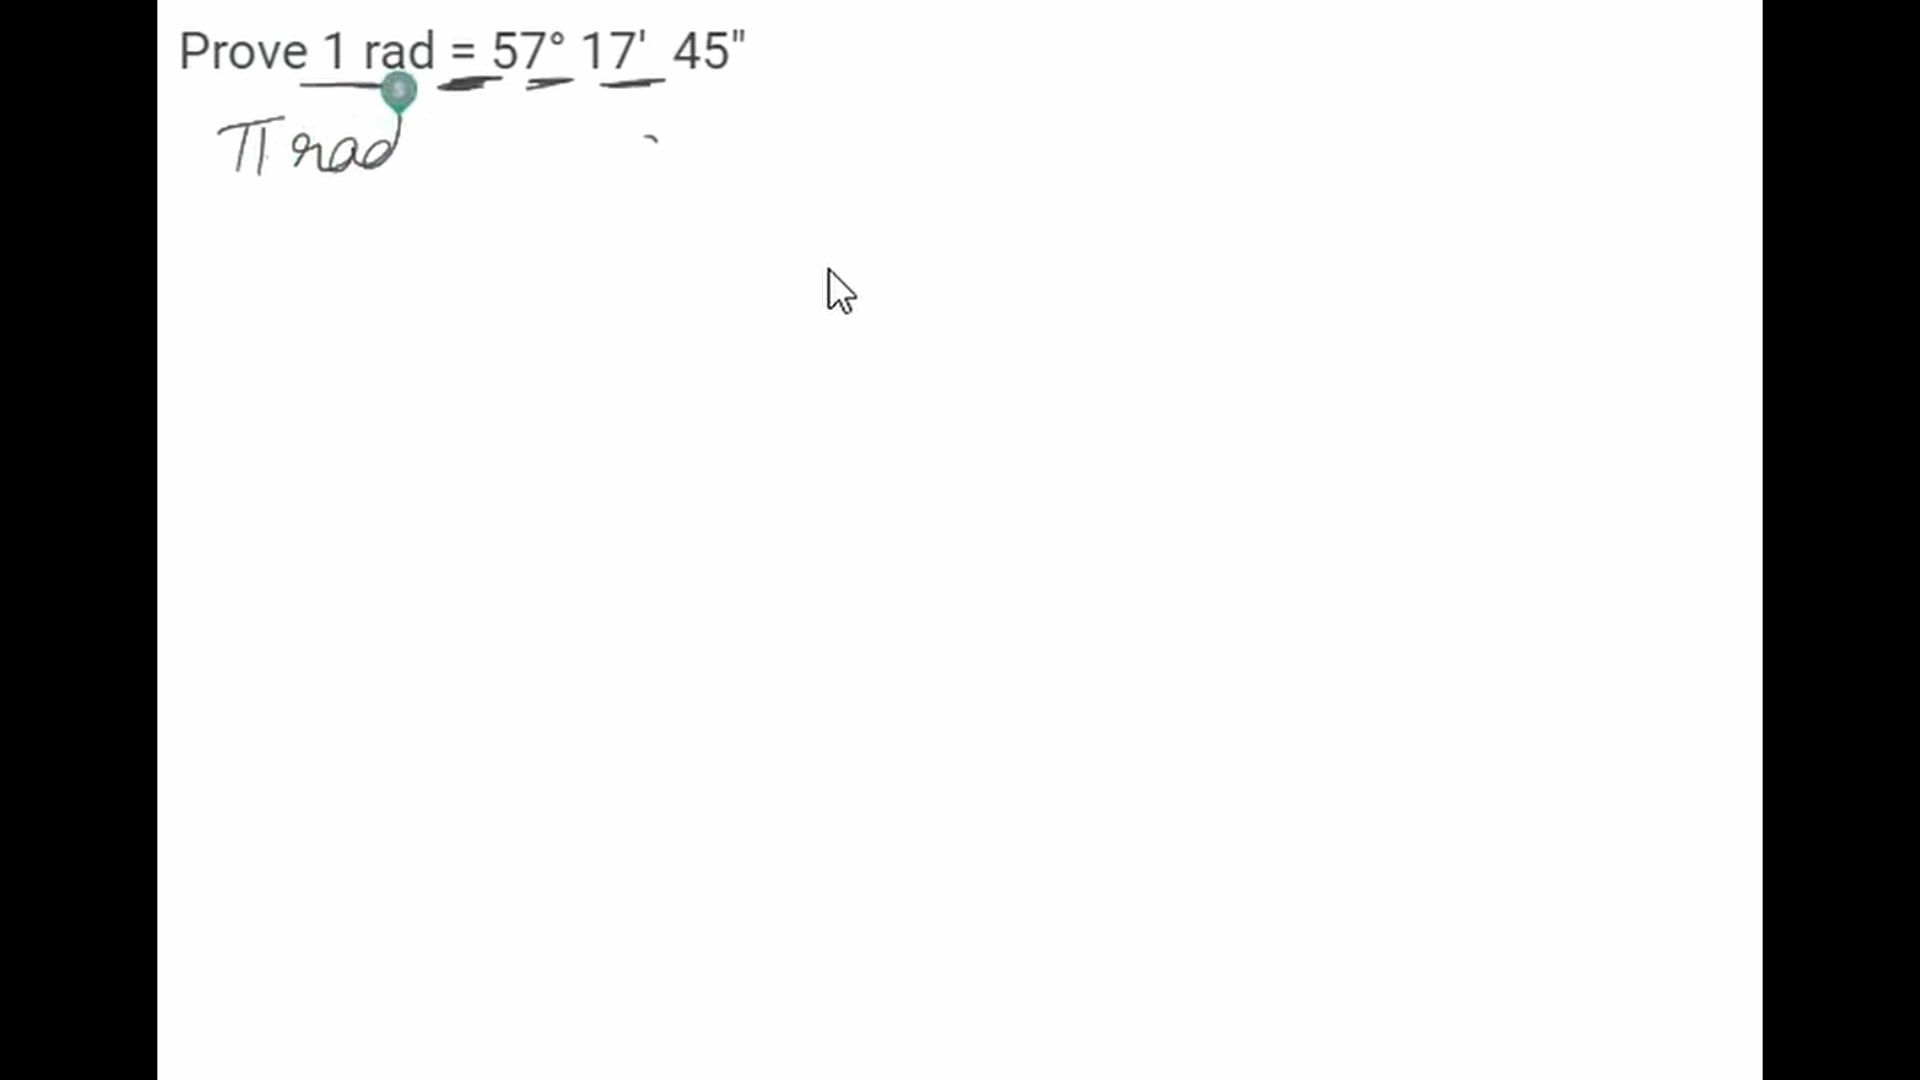 Prove 1 rad = 57° 17' 45"
π rad